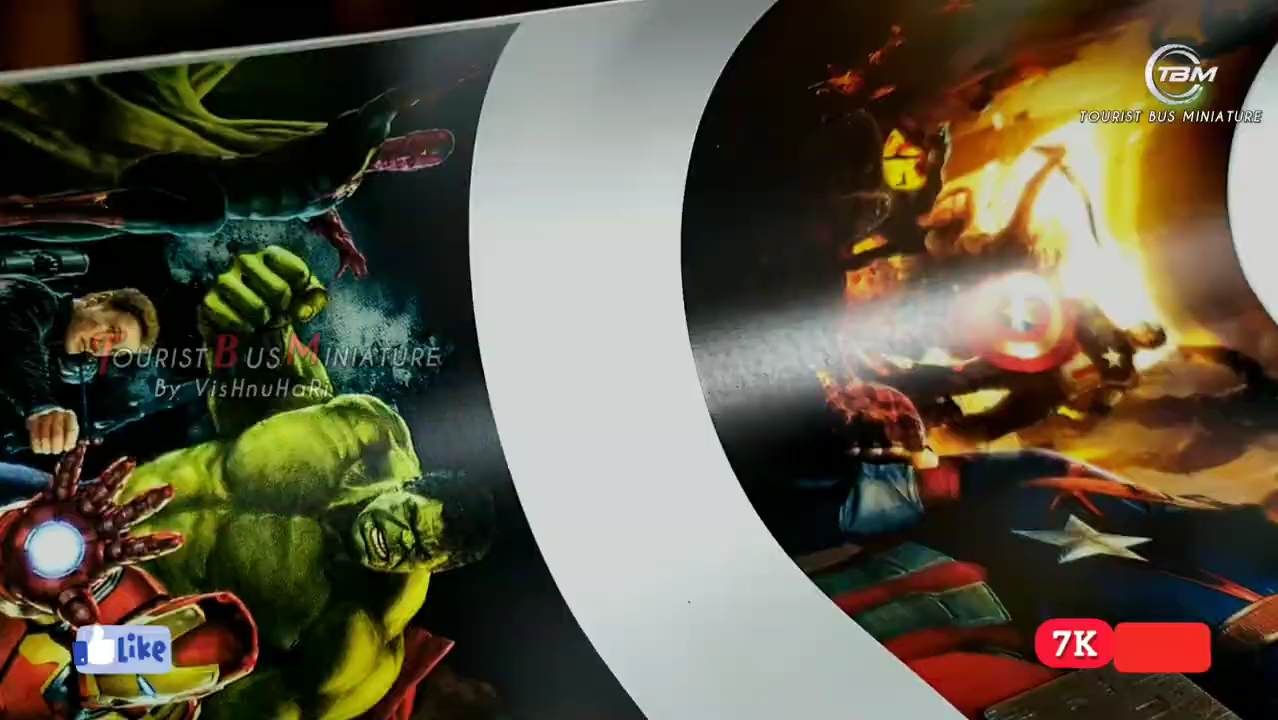 TBM
TOURIST BUS MINIATURE
TOURIST BUS MINIATURE
By VisHnuHaRi
Like
7K